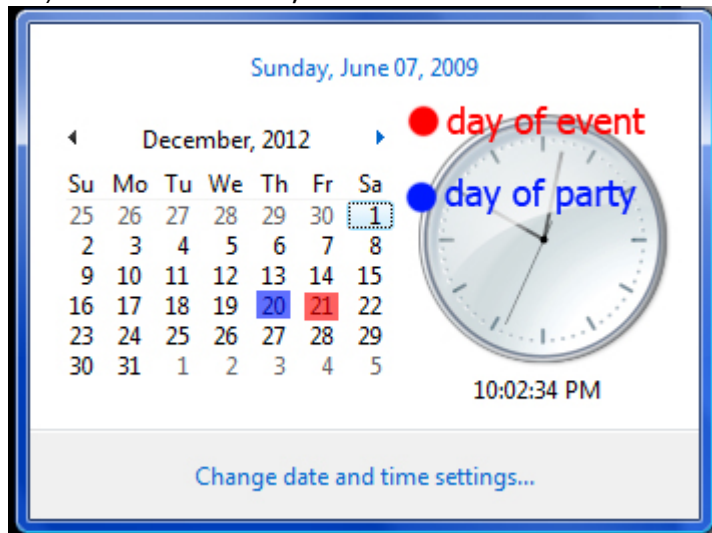 Sunday, June 07, 2009
December, 2012
day of event
day of party
Su Mo Tu We Th Fr Sa
25 26 27 28 29 30 1
2 3 4 5 6 7 8
9 10 11 12 13 14 15
16 17 18 19 20 21 22
23 24 25 26 27 28 29
30 31 1 2 3 4 5
10:02:34 PM
Change date and time settings...